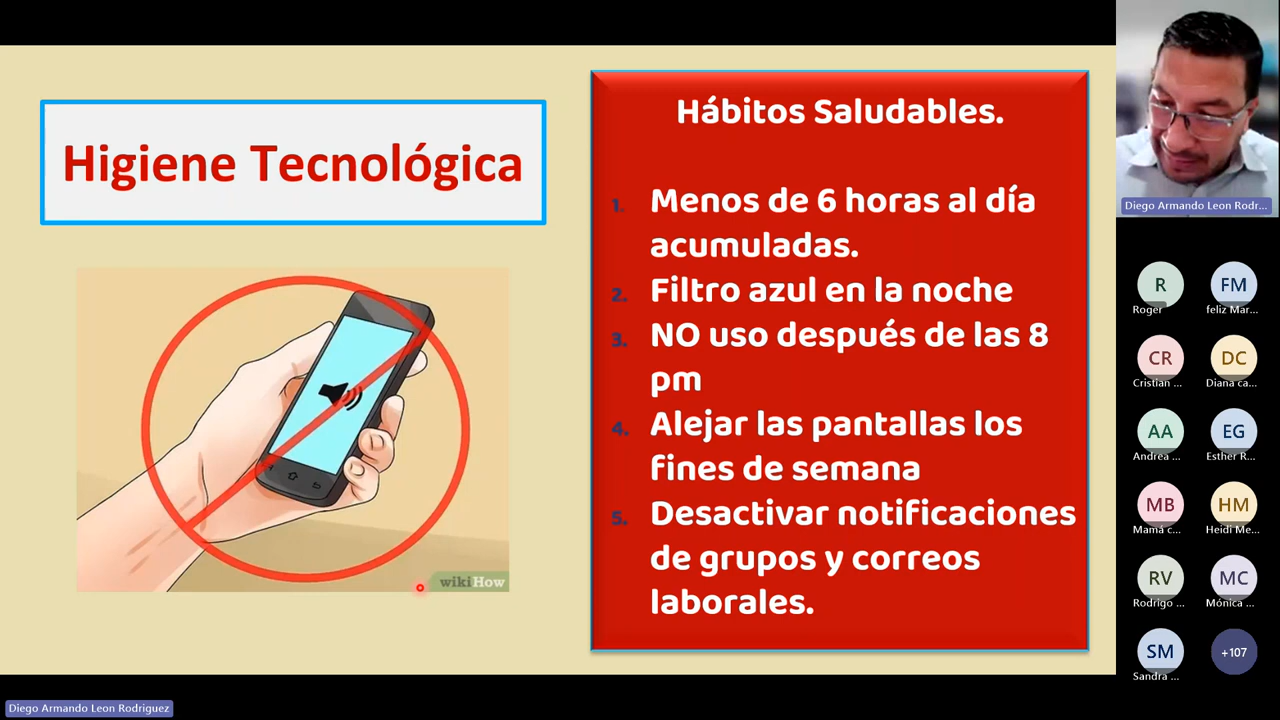 Higiene Tecnológica
wikiHow
Hábitos Saludables.
1. Menos de 6 horas al día
acumuladas.
2. Filtro azul en la noche
3. NO uso después de las 8
pm
4. Alejar las pantallas los
fines de semana
5. Desactivar notificaciones
de grupos y correos
laborales.
Diego Armando Leon Rodr...
R
Roger
FM
feliz Mar...
CR
Cristian ...
DC
Diana ca...
AA
Andrea ...
EG
Esther R...
MB
Mamá c...
HM
Heidi Me...
RV
Rodrigo ...
MC
Mónica ...
SM
Sandra ...
+107
Diego Armando Leon Rodriguez